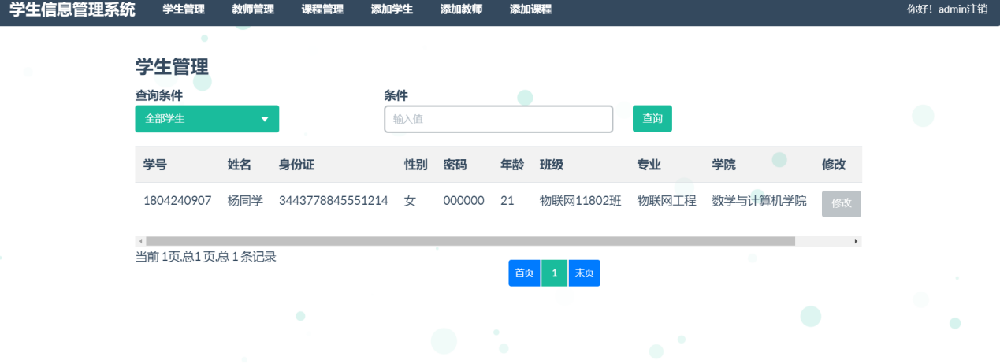 学生信息管理系统 学生管理 教师管理 课程管理 添加学生 添加教师 添加课程 你好！admin注销
学生管理
查询条件 条件
全部学生 输入值 查询
学号 姓名 身份证 性别 密码 年龄 班级 专业 学院 修改
1804240907 杨同学 3443778845551214 女 000000 21 物联网11802班 物联网工程 数学与计算机学院 修改
当前 1页,总1 页,总 1 条记录
首页 1 末页